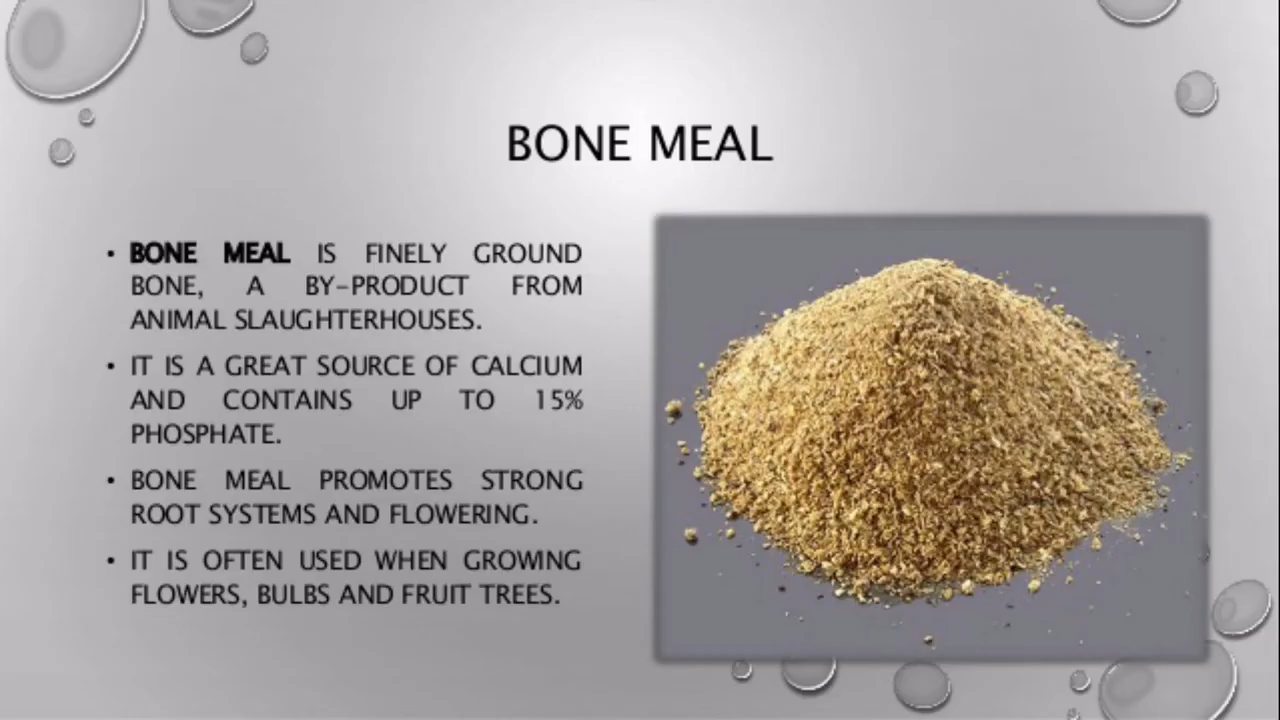 BONE MEAL
• BONE MEAL IS FINELY GROUND
BONE, A BY-PRODUCT FROM
ANIMAL SLAUGHTERHOUSES.
• IT IS A GREAT SOURCE OF CALCIUM
AND CONTAINS UP TO 15%
PHOSPHATE.
• BONE MEAL PROMOTES STRONG
ROOT SYSTEMS AND FLOWERING.
• IT IS OFTEN USED WHEN GROWING
FLOWERS, BULBS AND FRUIT TREES.